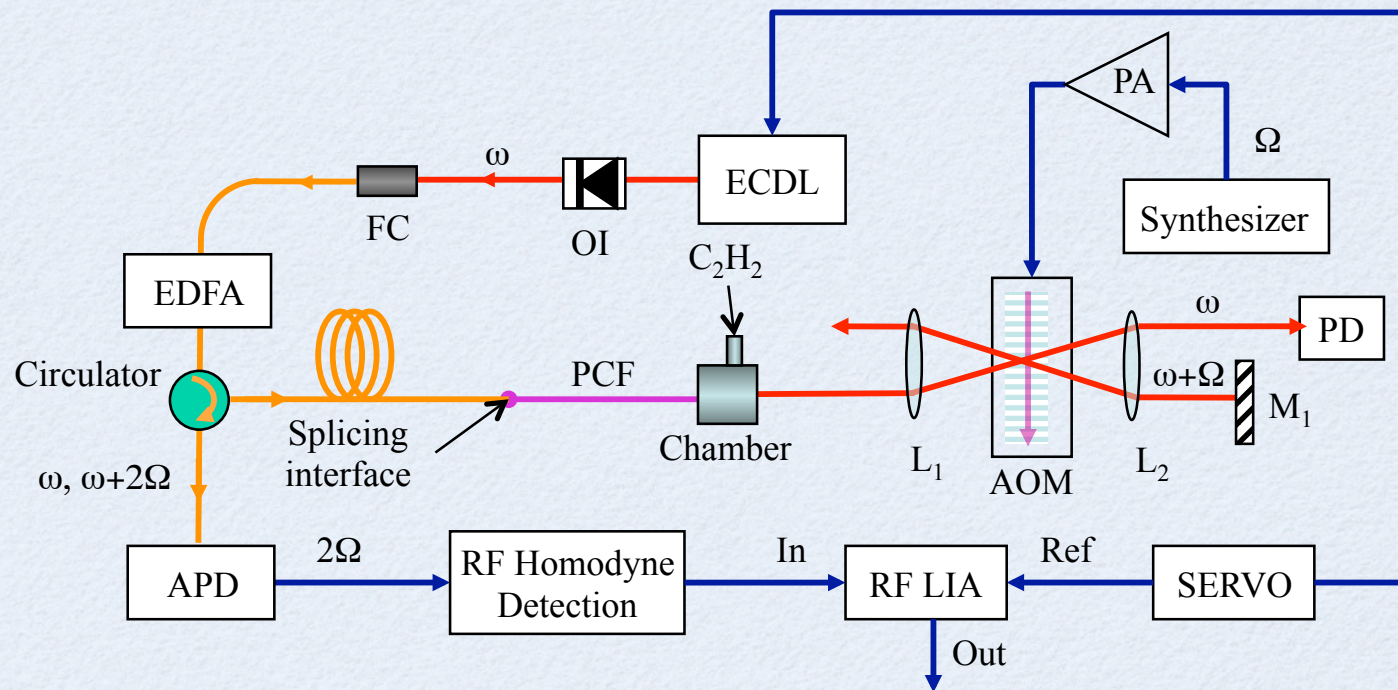 PA
Ω
Synthesizer
ω
FC
OI
ECDL
C₂H₂
EDFA
Circulator
PCF
Splicing
interface
Chamber
L₁
AOM
L₂
ω
ω+Ω
PD
M₁
ω, ω+2Ω
APD
2Ω
RF Homodyne
Detection
In
RF LIA
Ref
SERVO
Out